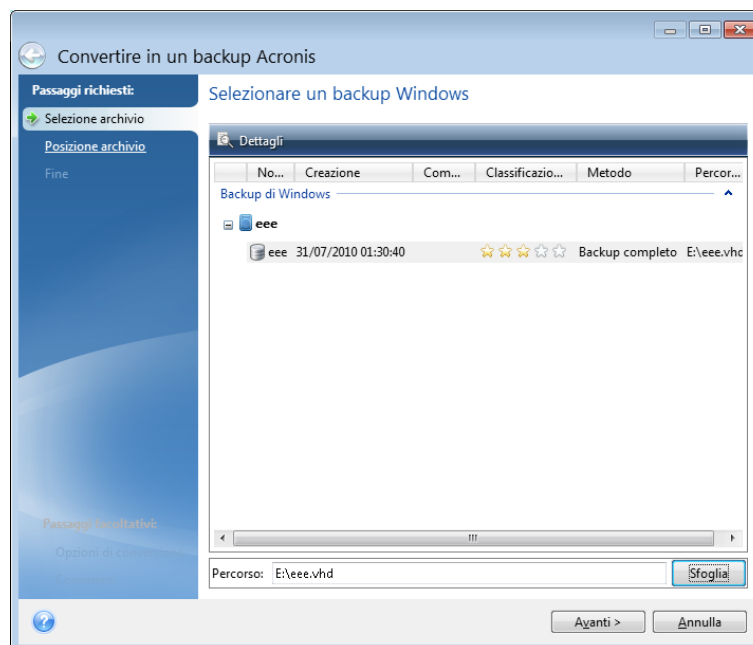 Convertire in un backup Acronis
Passaggi richiesti:
Selezione archivio
Posizione archivio
Fine
Selezionare un backup Windows
Dettagli
No... Creazione Com... Classificazio... Metodo Percor...
Backup di Windows
eee
eee 31/07/2010 01:30:40 Backup completo E:\eee.vhd
Passaggi facoltativi:
Opzioni di
Percorso: E:\eee.vhd
Sfoglia
Avanti >
Annulla